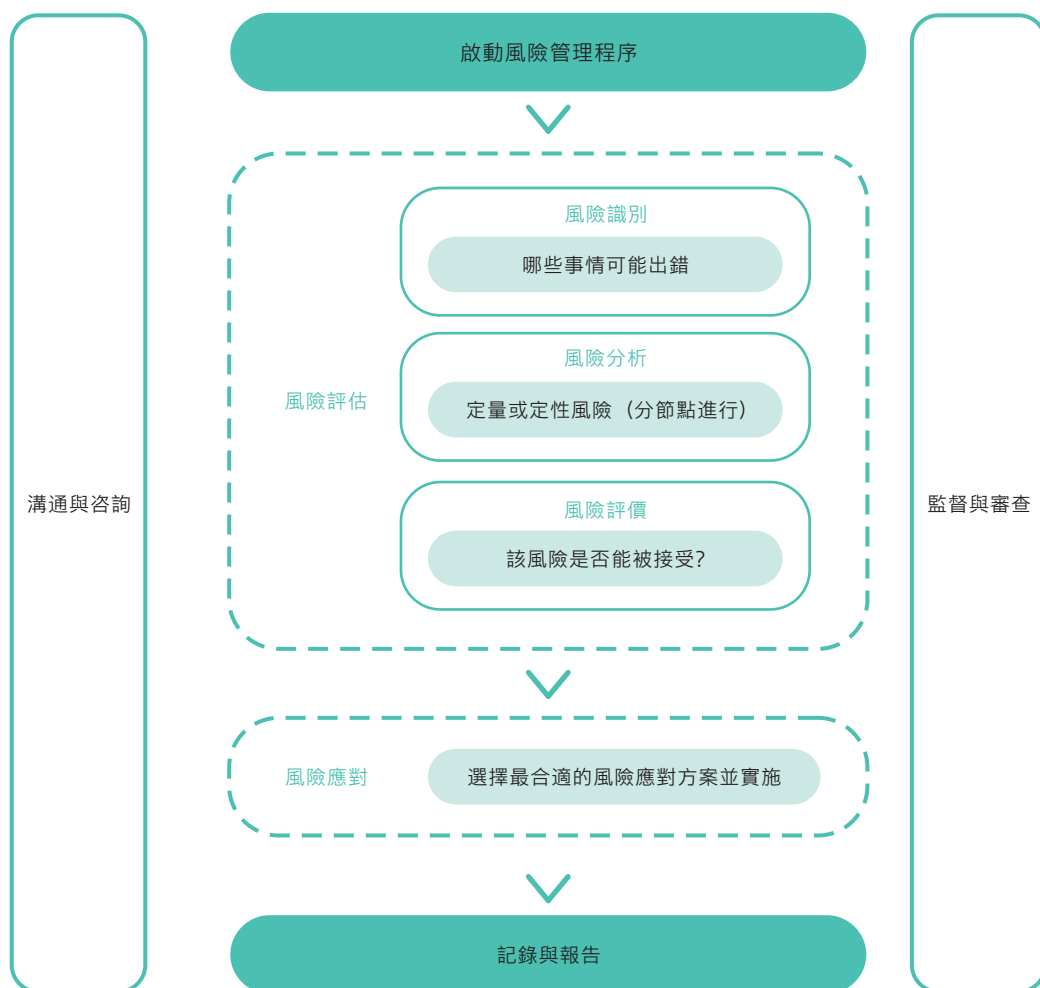 啟動風險管理程序
風險識別
哪些事情可能出錯
風險分析
風險評估
定量或定性風險（分節點進行）
溝通與咨詢
風險評價
監督與審查
該風險是否能被接受？
風險應對
選擇最合適的風險應對方案並實施
記錄與報告